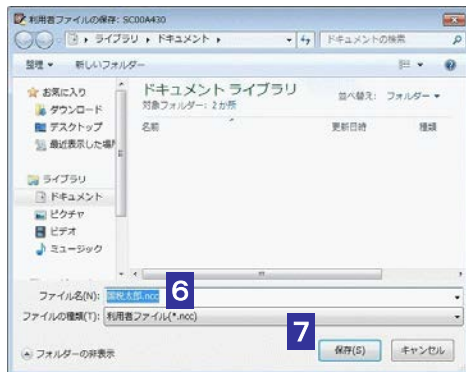 利用者ファイルの保存: SC00A430
ライブラリ ▸ ドキュメント ▸
ドキュメントの検索
整理 ▼
新しいフォルダー
お気に入り
ダウンロード
デスクトップ
最近表示した場
ライブラリ
ドキュメント
ピクチャ
ビデオ
ミュージック
ドキュメント ライブラリ
対象フォルダー: 2か所
並べ替え: フォルダー ▼
名前
更新日時
種類
ファイル名(N): 国税太郎.ncc
6
ファイルの種類(T): 利用者ファイル(*.ncc)
7
フォルダーの非表示
保存(S)
キャンセル